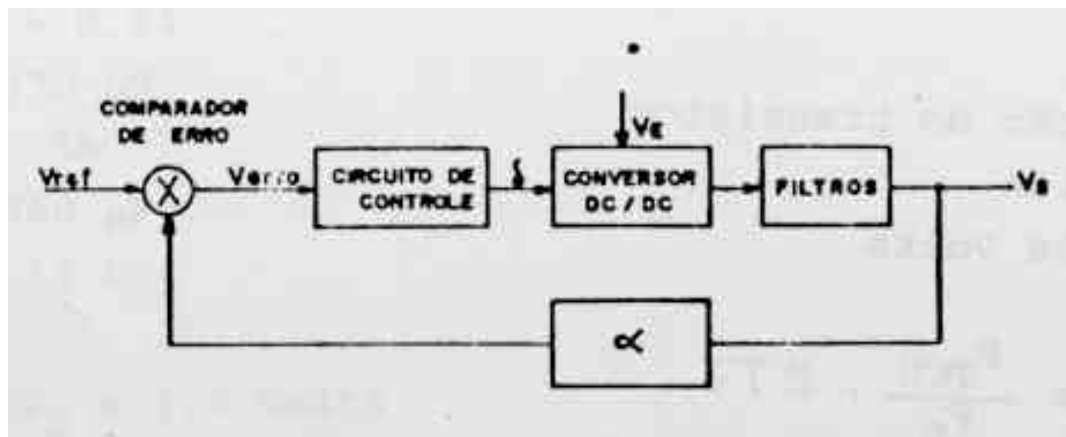 COMPARADOR
DE ERRO
Vref
X
Verro
CIRCUITO DE
CONTROLE
δ
VE
CONVERSOR
DC / DC
FILTROS
VS
∝